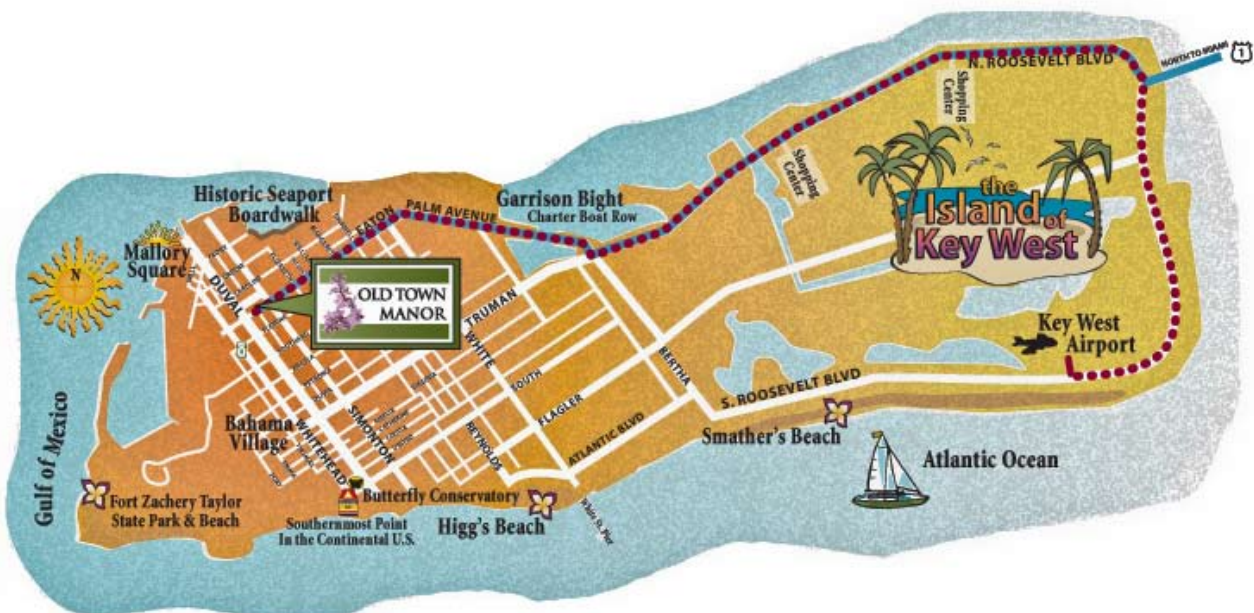 N. ROOSEVELT BLVD
NORTH TO MIAMI
1
Shopping
Center
Shopping
Center
the
Island of
Key West
Historic Seaport
Boardwalk
Garrison Bight
Charter Boat Row
EATON
PALM AVENUE
Mallory
Square
N
DUVAL
OLD TOWN
MANOR
TRUMAN
WHITE
BERTHA
Key West
Airport
SOUTH
FLAGLER
S. ROOSEVELT BLVD
SIMONTON
Bahama
Village
WHITEHEAD
REYNOLDS
ATLANTIC BLVD
Smather's Beach
Atlantic Ocean
Gulf of Mexico
Fort Zachery Taylor
State Park & Beach
Butterfly Conservatory
Southernmost Point
In the Continental U.S.
Higg's Beach
White St. Pier